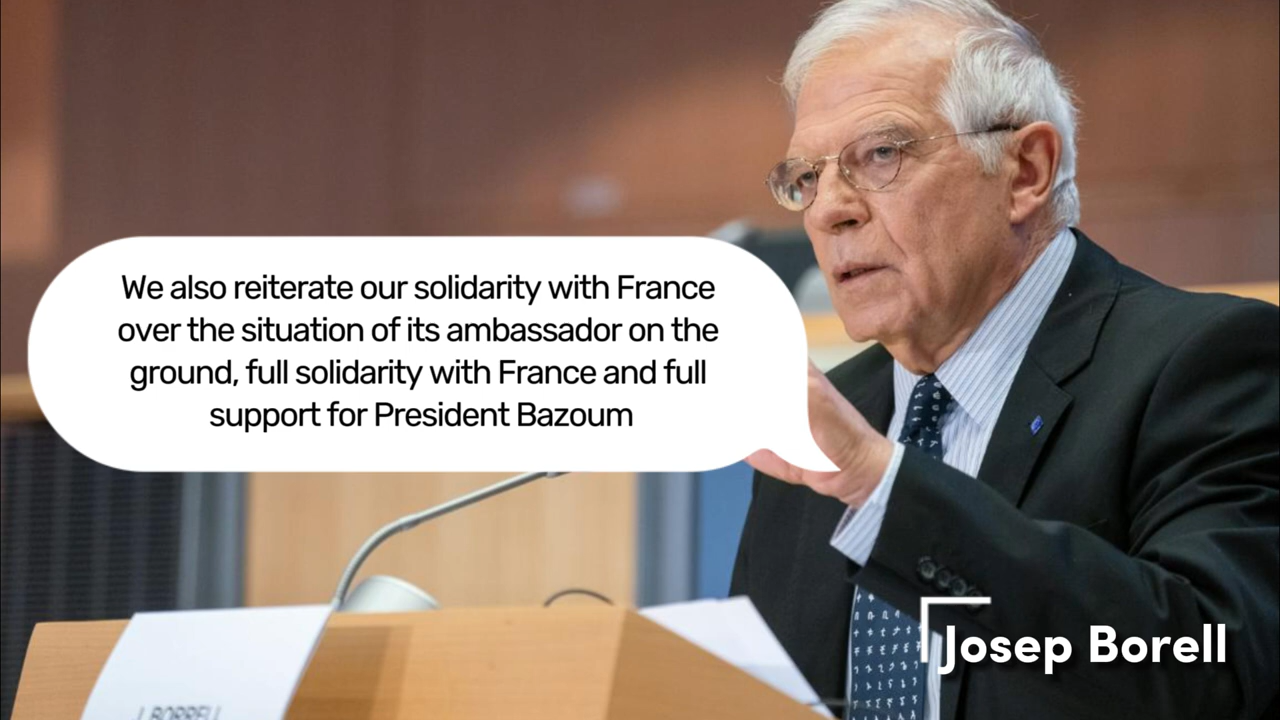 We also reiterate our solidarity with France
over the situation of its ambassador on the
ground, full solidarity with France and full
support for President Bazoum
Josep Borell
J. BORRELL